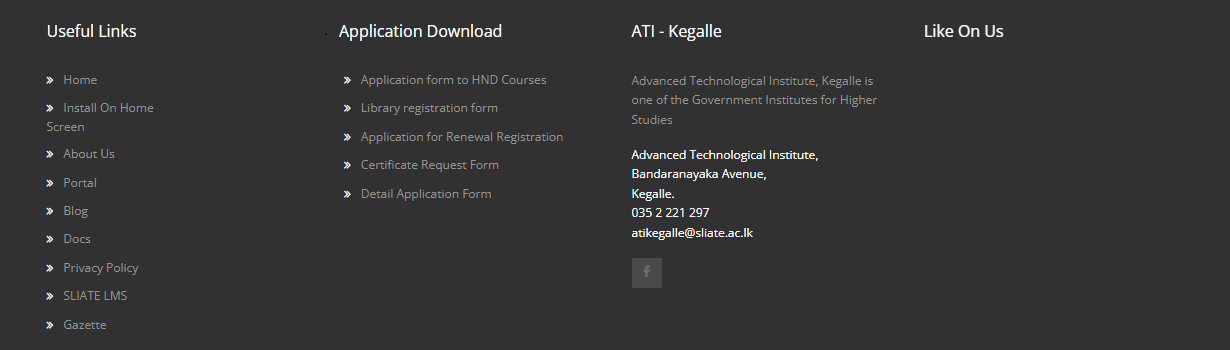 Useful Links
Home
Install On Home
Screen
About Us
Portal
Blog
Docs
Privacy Policy
SLIATE LMS
Gazette
Application Download
Application form to HND Courses
Library registration form
Application for Renewal Registration
Certificate Request Form
Detail Application Form
ATI - Kegalle
Advanced Technological Institute, Kegalle is
one of the Government Institutes for Higher
Studies
Advanced Technological Institute,
Bandaranayaka Avenue,
Kegalle.
035 2 221 297
atikegalle@sliate.ac.lk
Like On Us